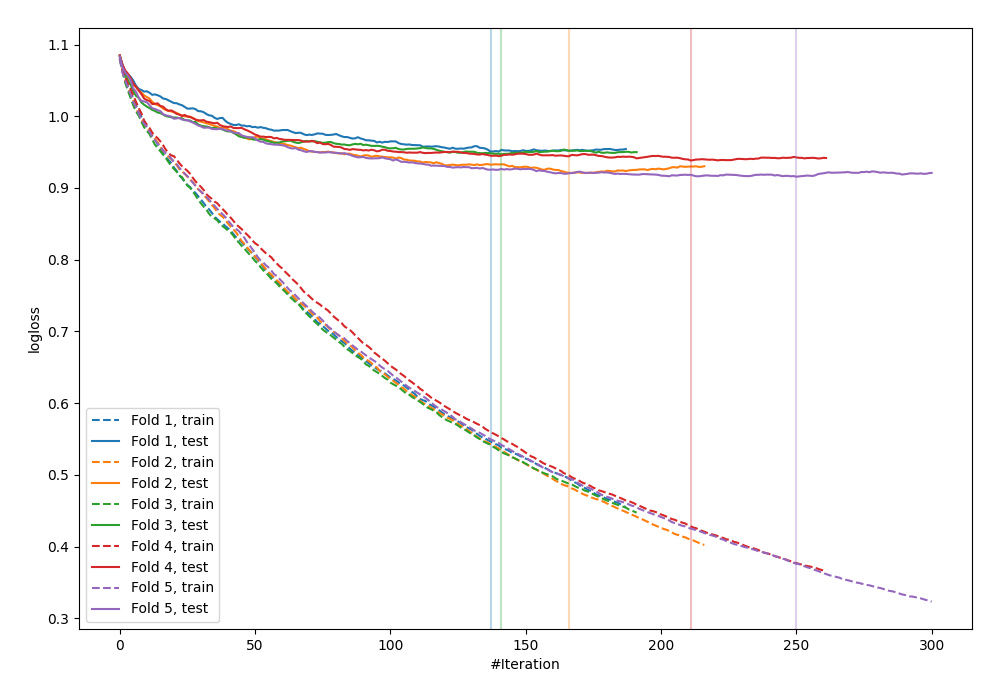 1.1
1.0
0.9
0.8
0.7
0.6
0.5
0.4
0.3
logloss
Fold 1, train
Fold 1, test
Fold 2, train
Fold 2, test
Fold 3, train
Fold 3, test
Fold 4, train
Fold 4, test
Fold 5, train
Fold 5, test
0 50 100 150 200 250 300
#Iteration